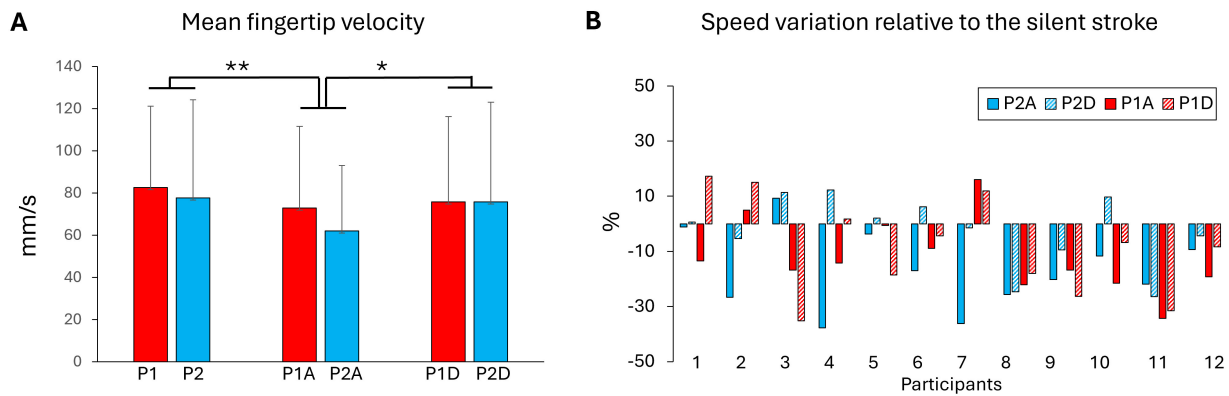 A
Mean fingertip velocity
mm/s
140
120
100
80
60
40
20
0
** *
P1 P2 P1A P2A P1D P2D
B
Speed variation relative to the silent stroke
%
50
30
10
-10
-30
-50
P2A P2D P1A P1D
1 2 3 4 5 6 7 8 9 10 11 12
Participants